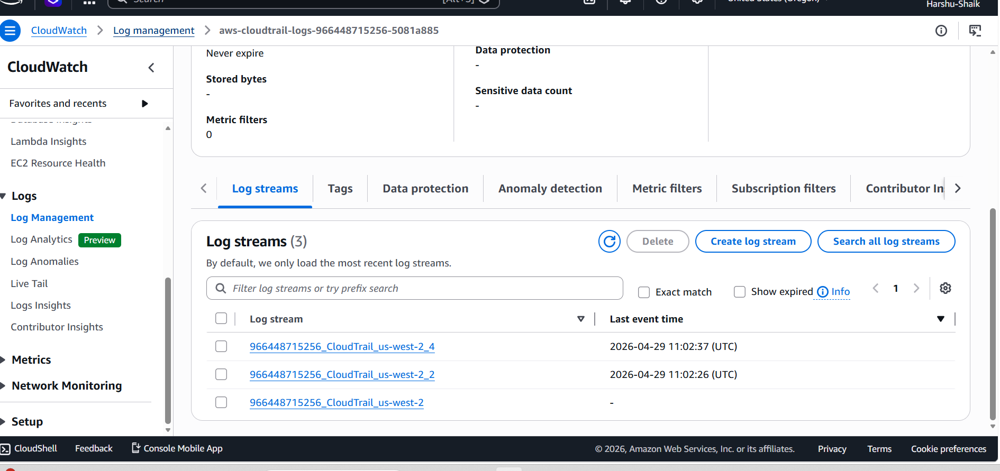 Search
[Alt+S]
United States (Oregon)
Harshu-Shaik
CloudWatch
Log management
aws-cloudtrail-logs-966448715256-5081a885
CloudWatch
Favorites and recents
Database Insights
Lambda Insights
EC2 Resource Health
Logs
Log Management
Log Analytics Preview
Log Anomalies
Live Tail
Logs Insights
Contributor Insights
Metrics
Network Monitoring
Setup
Never expire
Stored bytes
-
Metric filters
0
Data protection
-
Sensitive data count
-
Log streams Tags Data protection Anomaly detection Metric filters Subscription filters Contributor In
Log streams (3)
Delete Create log stream Search all log streams
By default, we only load the most recent log streams.
Filter log streams or try prefix search
Exact match Show expired Info 1
Log stream Last event time
966448715256_CloudTrail_us-west-2_4 2026-04-29 11:02:37 (UTC)
966448715256_CloudTrail_us-west-2_2 2026-04-29 11:02:26 (UTC)
966448715256_CloudTrail_us-west-2 -
CloudShell Feedback Console Mobile App © 2026, Amazon Web Services, Inc. or its affiliates. Privacy Terms Cookie preferences